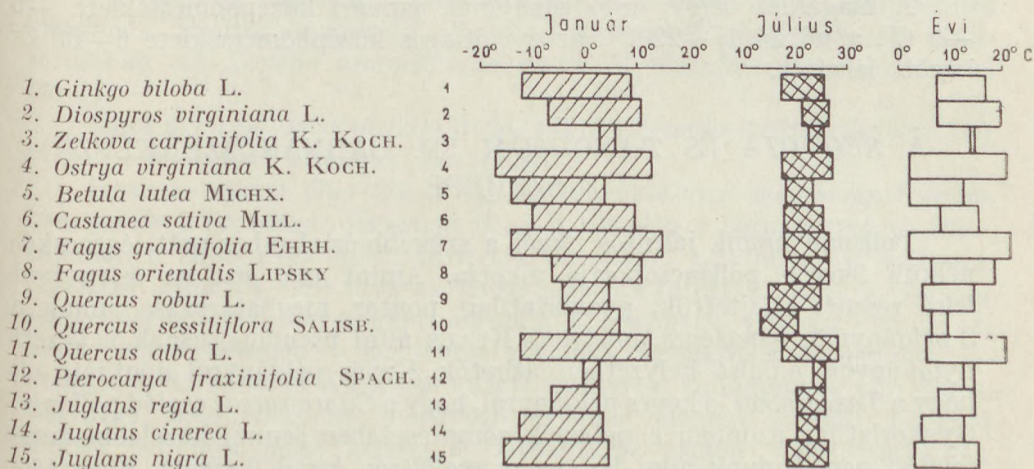 Január Július Évi
-20° -10° 0° 10° 20° 10° 20° 30° 0° 10° 20° C
1. Ginkgo biloba L. 1
2. Diospyros virginiana L. 2
3. Zelkova carpinifolia K. KOCH. 3
4. Ostrya virginiana K. KOCH. 4
5. Betula lutea MICHX. 5
6. Castanea sativa MILL. 6
7. Fagus grandifolia EHRH. 7
8. Fagus orientalis LIPSKY 8
9. Quercus robur L. 9
10. Quercus sessiliflora SALISB. 10
11. Quercus alba L. 11
12. Pterocarya fraxinifolia SPACH. 12
13. Juglans regia L. 13
14. Juglans cinerea L. 14
15. Juglans nigra L. 15